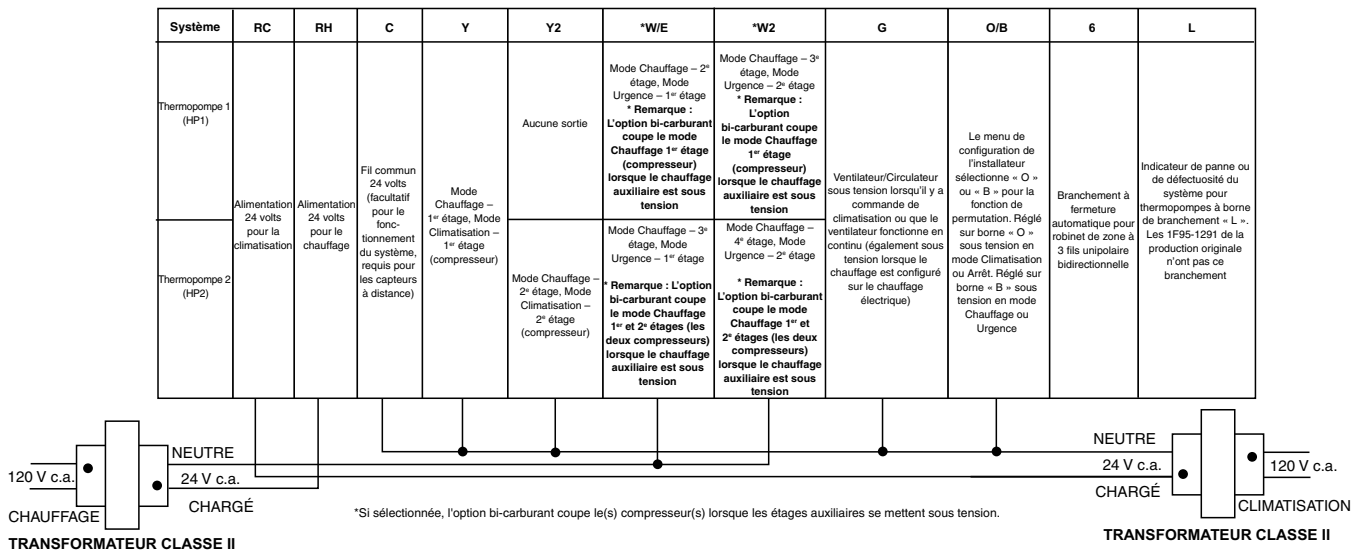 Système RC RH C Y Y2 *W/E *W2 G O/B 6 L
Thermopompe 1
(HP1)
Thermopompe 2
(HP2)
Alimentation
24 volts
pour la
climatisation
Alimentation
24 volts
pour le
chauffage
Fil commun
24 volts
(facultatif
pour le
fonc-
tionnement
du système,
requis pour
les capteurs
à distance)
Mode
Chauffage –
1er étage, Mode
Climatisation –
1er étage
(compresseur)
Aucune sortie
Mode Chauffage –
2e étage, Mode
Climatisation –
2e étage
(compresseur)
Mode Chauffage – 2e
étage, Mode
Urgence – 1er étage
* Remarque :
L'option bi-carburant
coupe le mode
Chauffage 1er étage
(compresseur)
lorsque le chauffage
auxiliaire est sous
tension
Mode Chauffage – 3e
étage, Mode
Urgence – 1er étage
* Remarque : L'option
bi-carburant coupe
le mode Chauffage
1er et 2e étages (les
deux compresseurs)
lorsque le chauffage
auxiliaire est sous
tension
Mode Chauffage – 3e
étage, Mode
Urgence – 2e étage
* Remarque :
L'option
bi-carburant coupe
le mode Chauffage
1er étage
(compresseur)
lorsque le chauffage
auxiliaire est sous
tension
Mode Chauffage –
4e étage, Mode
Urgence – 2e étage
* Remarque :
L'option bi-carburant
coupe le mode
Chauffage 1er et
2e étages (les deux
compresseurs)
lorsque le chauffage
auxiliaire est sous
tension
Ventilateur/Circulateur
sous tension lorsqu'il y a
commande de
climatisation ou que le
ventilateur fonctionne en
continu (également sous
tension lorsque le
chauffage est configuré
sur le chauffage
électrique)
Le menu de
configuration de
l'installateur
sélectionne « O »
ou « B » pour la
fonction de
permutation. Réglé
sur borne « O »
sous tension en
mode Climatisation
ou Arrêt. Réglé sur
borne « B » sous
tension en mode
Chauffage ou
Urgence
Branchement à
fermeture
automatique pour
robinet de zone à
3 fils unipolaire
bidirectionnelle
Indicateur de panne ou
de défectuosité du
système pour
thermopompes à borne
de branchement « L ».
Les 1F95-1291 de la
production originale
n'ont pas ce
branchement
120 V c.a.
NEUTRE
24 V c.a.
CHARGÉ
CHAUFFAGE
TRANSFORMATEUR CLASSE II
*Si sélectionnée, l'option bi-carburant coupe le(s) compresseur(s) lorsque les étages auxiliaires se mettent sous tension.
NEUTRE
24 V c.a.
CHARGÉ
120 V c.a.
CLIMATISATION
TRANSFORMATEUR CLASSE II